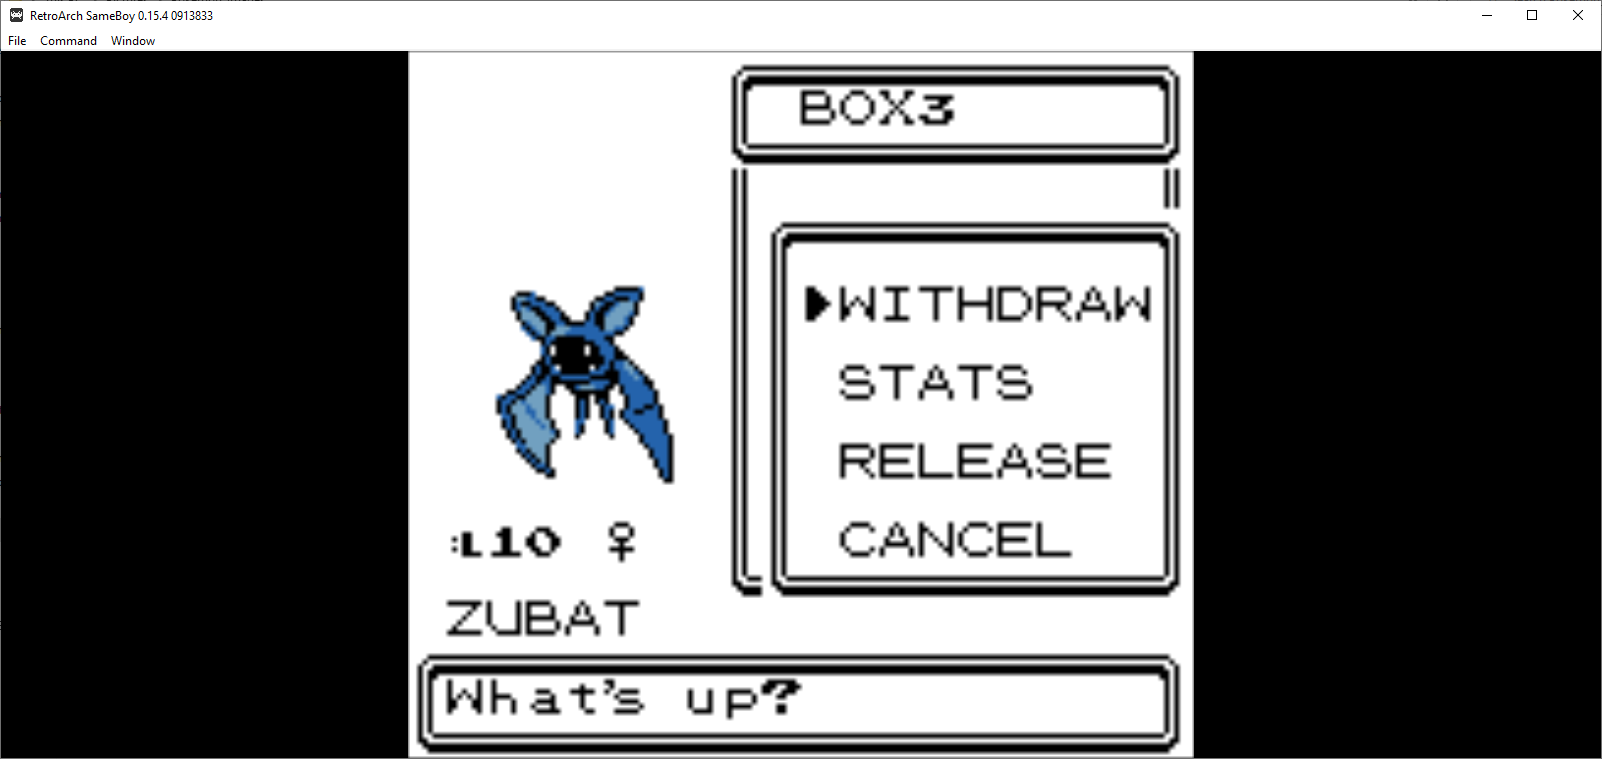 RetroArch SameBoy 0.15.4 0913833
File Command Window
BOX3
▶WITHDRAW
STATS
RELEASE
CANCEL
:L10 ♀
ZUBAT
What's up?